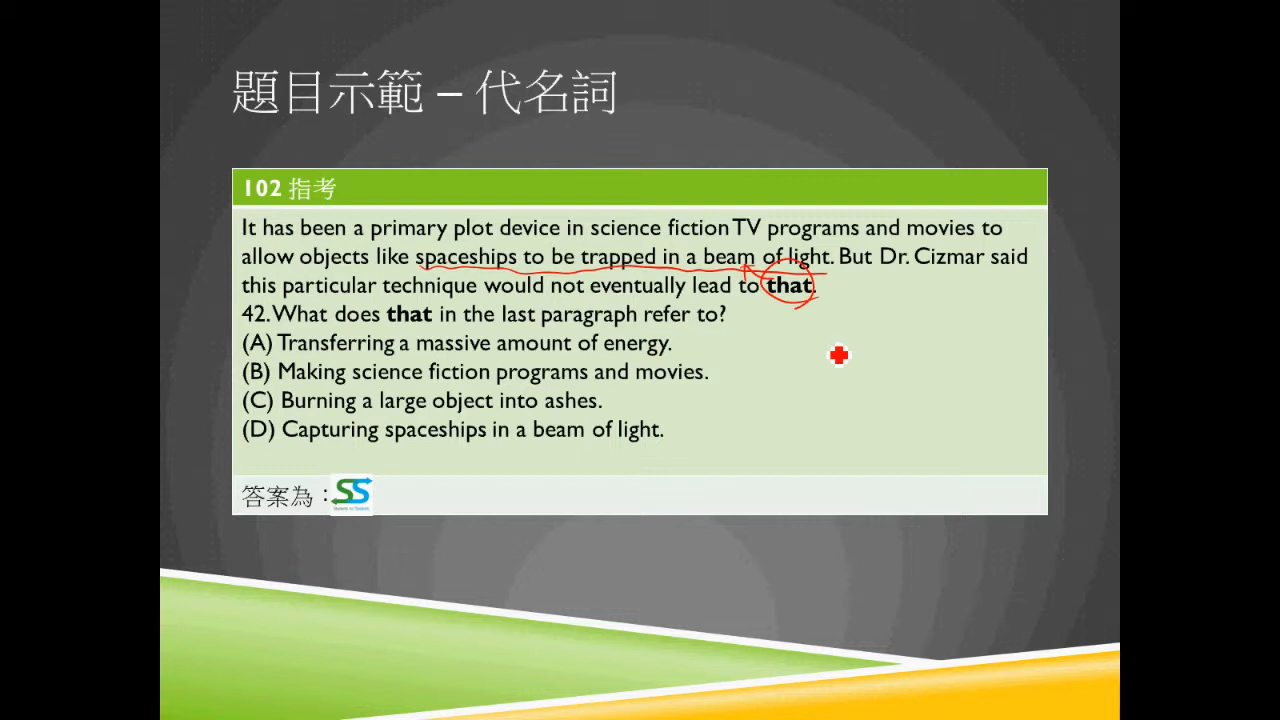 題目示範 – 代名詞
102 指考
It has been a primary plot device in science fiction TV programs and movies to
allow objects like spaceships to be trapped in a beam of light. But Dr. Cizmar said
this particular technique would not eventually lead to that.
42. What does that in the last paragraph refer to?
(A) Transferring a massive amount of energy.
(B) Making science fiction programs and movies.
(C) Burning a large object into ashes.
(D) Capturing spaceships in a beam of light.
答案為：SS